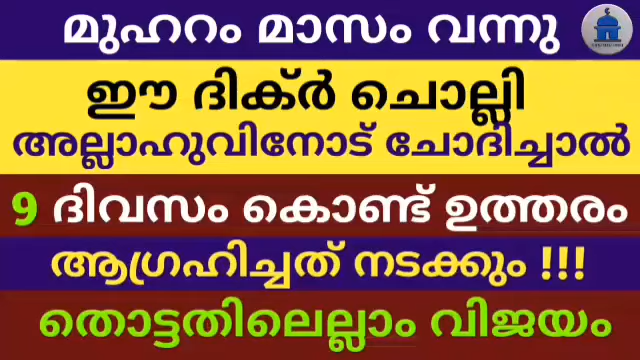 മുഹറം മാസം വന്നു
ഈ ദിക്ർ ചൊല്ലി
അല്ലാഹുവിനോട് ചോദിച്ചാൽ
9 ദിവസം കൊണ്ട് ഉത്തരം
ആഗ്രഹിച്ചത് നടക്കും !!!
തൊട്ടതിലെല്ലാം വിജയം